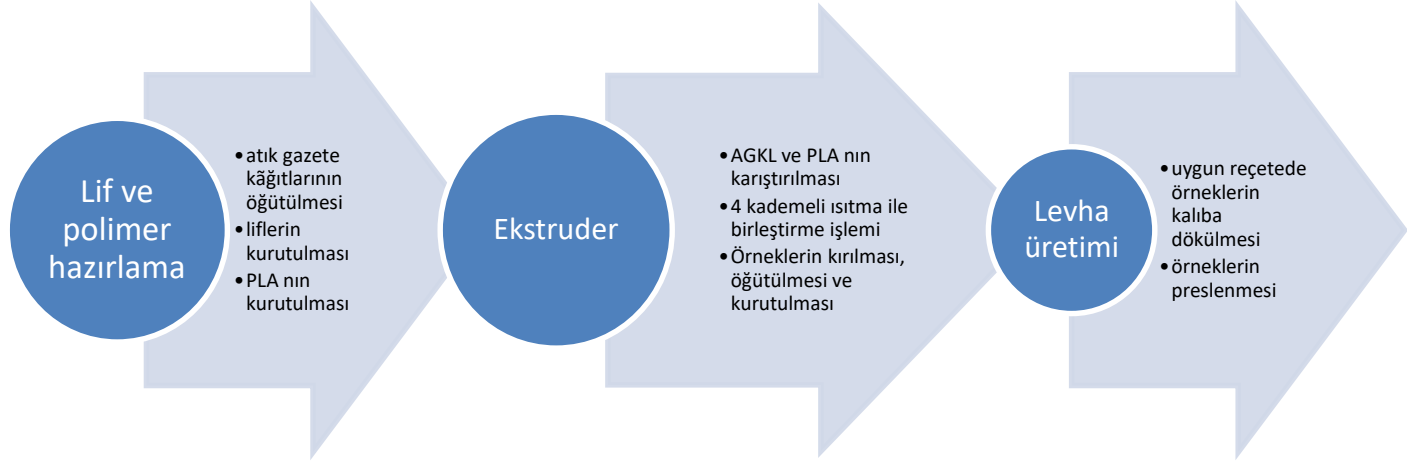 Lif ve
polimer
hazırlama
•atık gazete
kãğıtlarının
öğütülmesi
•liflerin
kurutulması
•PLA nın
kurutulması
Ekstruder
•AGKL ve PLA nın
karıştırılması
•4 kademeli ısıtma ile
birleştirme işlemi
•Örneklerin kırılması,
öğütülmesi ve
kurutulması
Levha
üretimi
•uygun reçetede
örneklerin
kalıba
dökülmesi
•örneklerin
preslenmesi